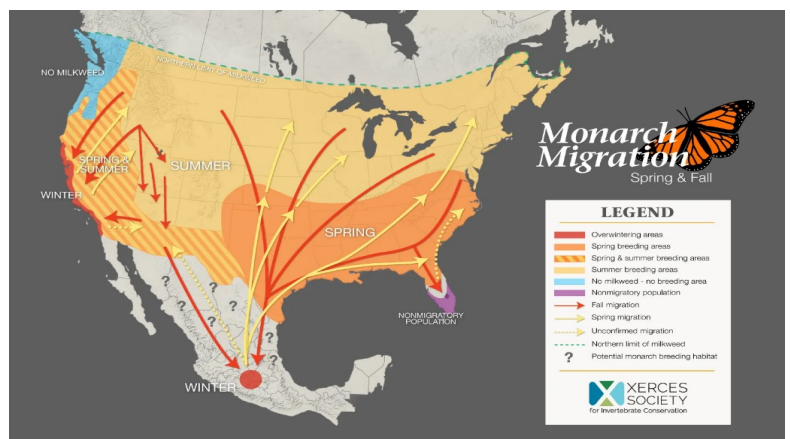 NO MILKWEED
NORTHERN LIMIT OF MILKWEED
SPRING &
SUMMER
SUMMER
WINTER
SPRING
?
?
?
?
?
?
?
?
NONMIGRATORY
POPULATION
WINTER
Monarch
Migration
Spring & Fall
LEGEND
Overwintering areas
Spring breeding areas
Spring & summer breeding areas
Summer breeding areas
No milkweed - no breeding area
Nonmigratory population
Fall migration
Spring migration
Unconfirmed migration
Northern limit of milkweed
? Potential monarch breeding habitat
XERCES
SOCIETY
for Invertebrate Conservation